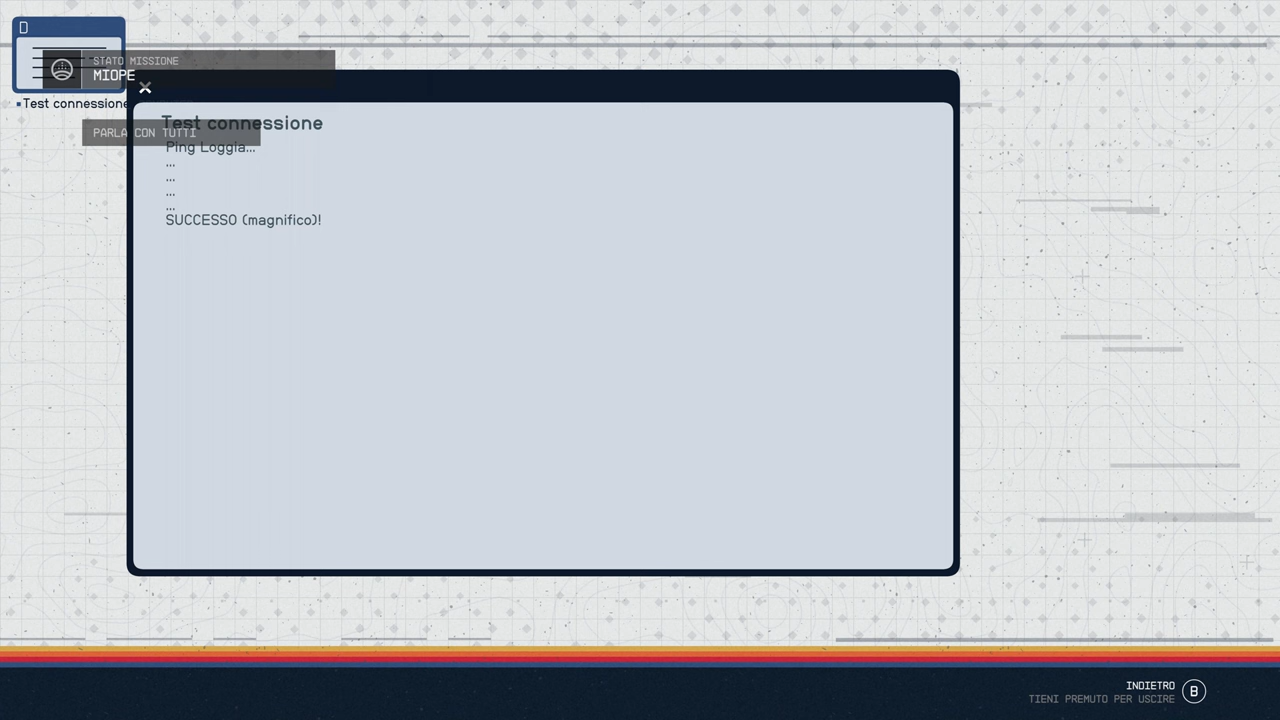 STATO MISSIONE
MIOPE
Test connessione
PARLA CON TUTTI
Test connessione
Ping Loggia...
...
...
...
...
SUCCESSO (magnifico)!
INDIETRO
TIENI PREMUTO PER USCIRE
B